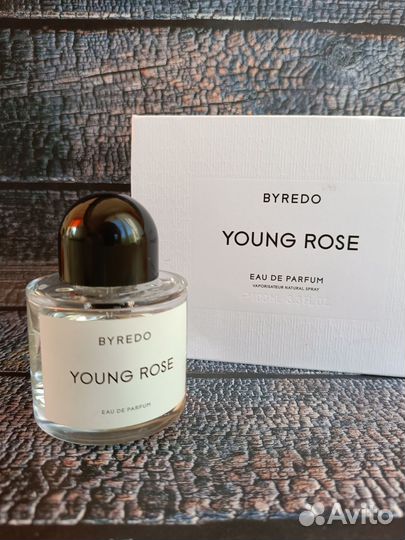 BYREDO
YOUNG ROSE
EAU DE PARFUM
VAPORISATEUR NATURAL SPRAY
BYREDO
YOUNG ROSE
EAU DE PARFUM
Avito